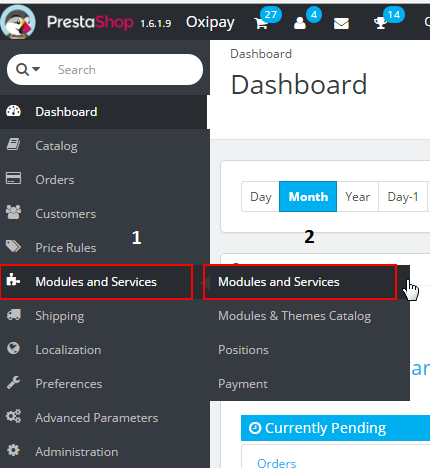 PrestaShop 1.6.1.9 Oxipay 27 4 14
Search
Dashboard
Catalog
Orders
Customers
Price Rules
1
Modules and Services
Shipping
Localization
Preferences
Advanced Parameters
Administration
Dashboard
Dashboard
Day Month Year Day-1
2
Modules and Services
Modules & Themes Catalog
Positions
Payment
ar
Currently Pending
Orders